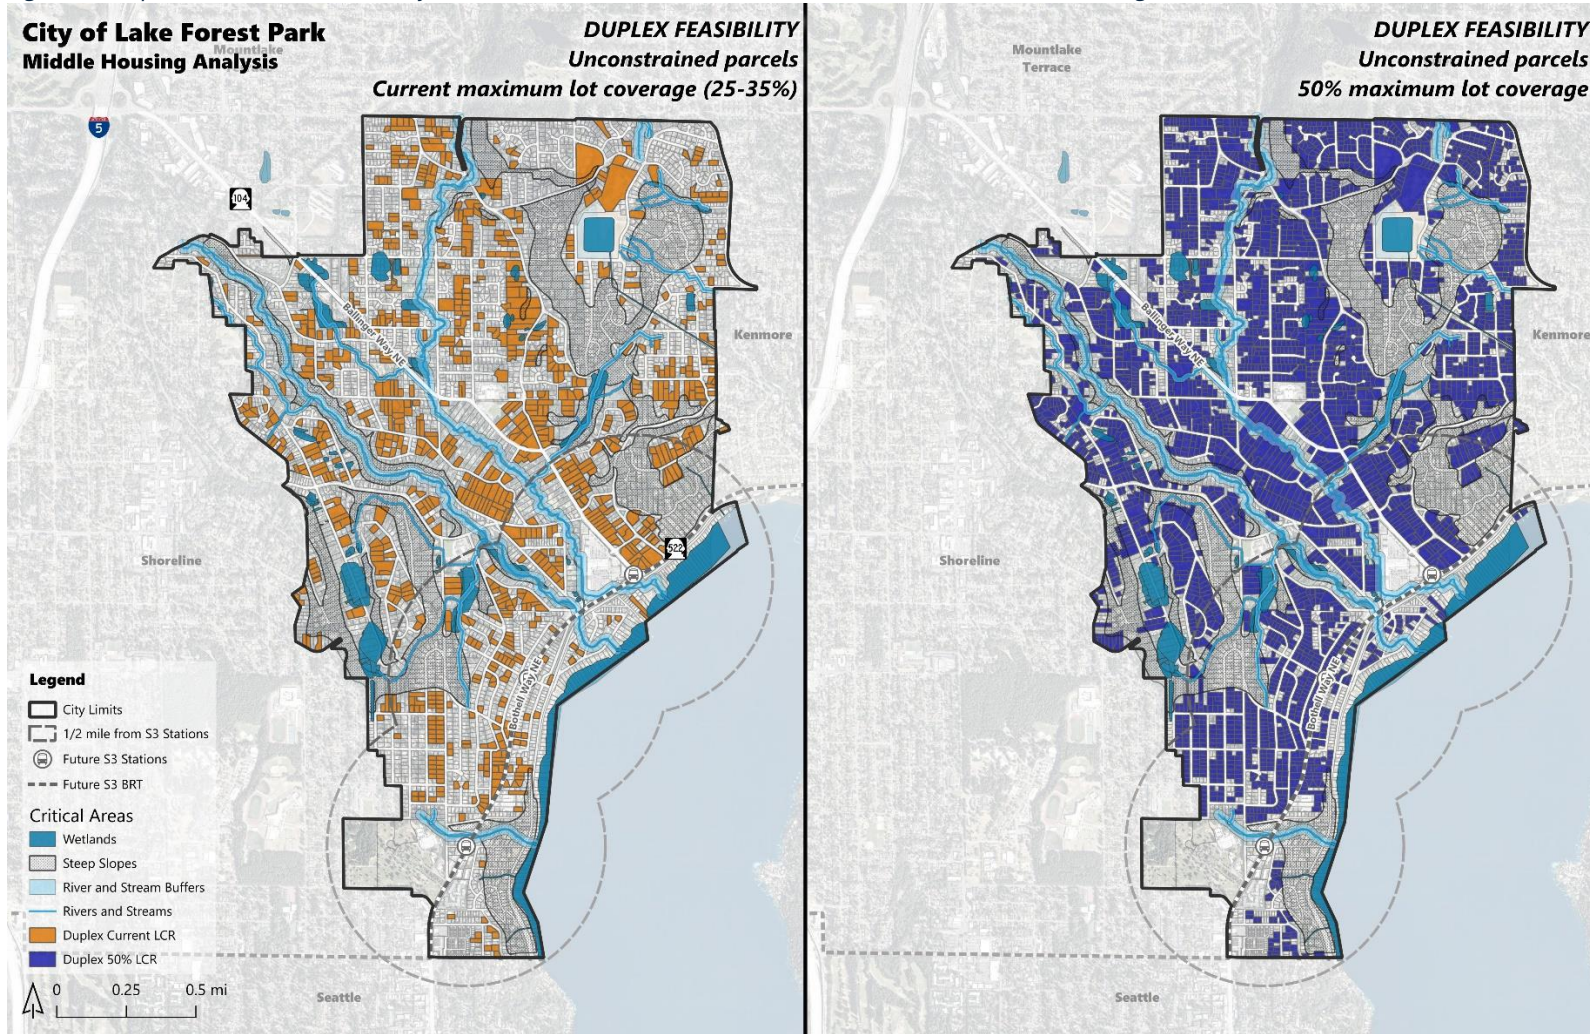 City of Lake Forest Park
Middle Housing Analysis
DUPLEX FEASIBILITY
Unconstrained parcels
Current maximum lot coverage (25-35%)
Mountlake
Terrace
5
104
Ballinger Way NE
Kenmore
Shoreline
522
Bothell Way NE
Seattle
Legend
City Limits
1/2 mile from S3 Stations
Future S3 Stations
Future S3 BRT
Critical Areas
Wetlands
Steep Slopes
River and Stream Buffers
Rivers and Streams
Duplex Current LCR
Duplex 50% LCR
0 0.25 0.5 mi
DUPLEX FEASIBILITY
Unconstrained parcels
50% maximum lot coverage
Mountlake
Terrace
Ballinger Way NE
Kenmore
Shoreline
Bothell Way NE
Seattle